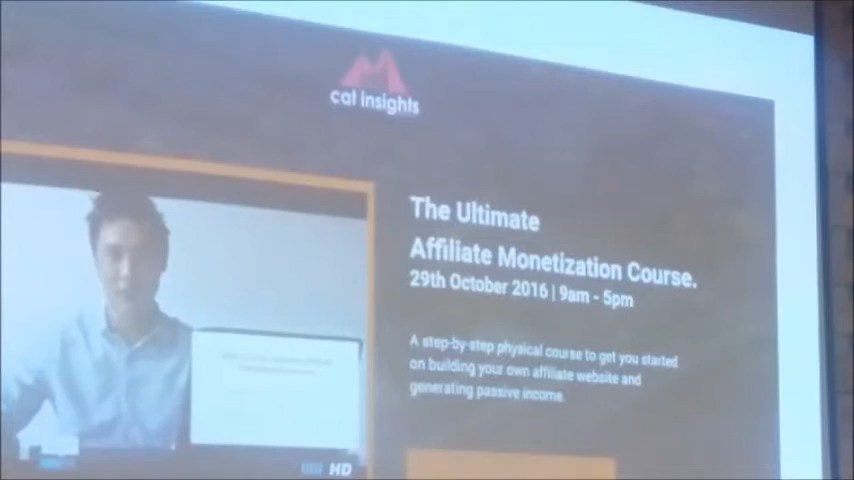 cat insights
The Ultimate
Affiliate Monetization Course.
29th October 2016 | 9am - 5pm
A step-by-step physical course to get you started
on building your own affiliate website and
generating passive income.
HD